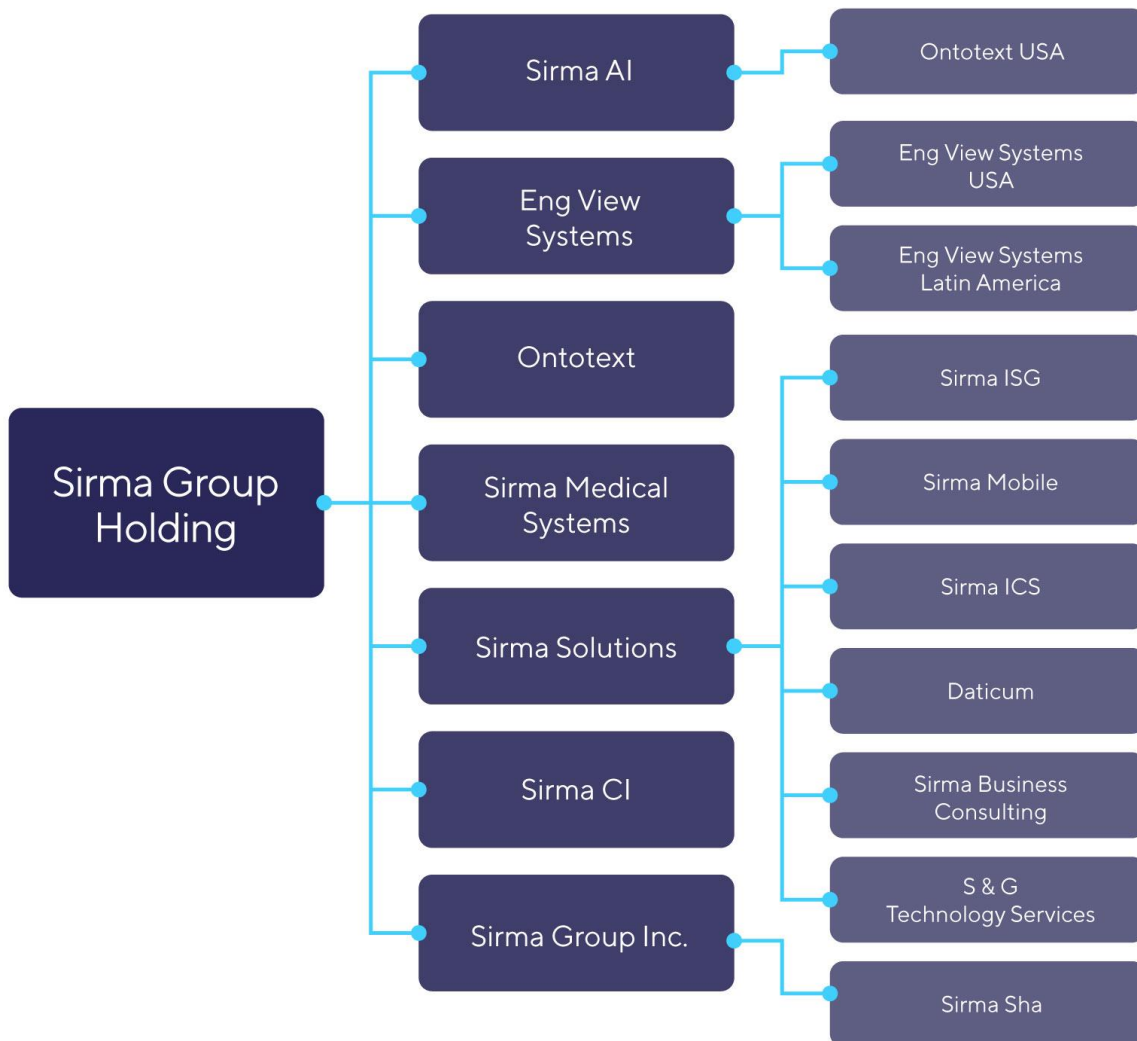 Sirma Group
Holding
Sirma AI
Eng View
Systems
Ontotext
Sirma Medical
Systems
Sirma Solutions
Sirma CI
Sirma Group Inc.
Ontotext USA
Eng View Systems
USA
Eng View Systems
Latin America
Sirma ISG
Sirma Mobile
Sirma ICS
Daticum
Sirma Business
Consulting
S & G
Technology Services
Sirma Sha